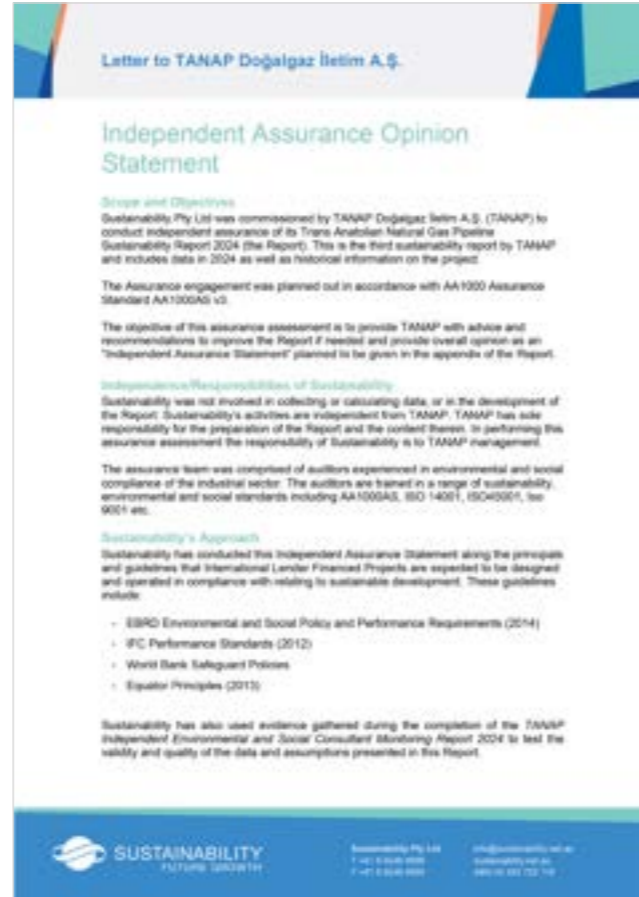 Letter to TANAP Doğalgaz İletim A.Ş.
Independent Assurance Opinion
Statement
Scope and Objectives
Sustainability Pty Ltd was commissioned by TANAP Doğalgaz İletim A.Ş. (TANAP) to
conduct independent assurance of its Trans Anatolian Natural Gas Pipeline
Sustainability Report 2024 (the Report). This is the third sustainability report by TANAP
and includes data in 2024 as well as historical information on the project.
The Assurance engagement was planned out in accordance with AA1000 Assurance
Standard AA1000AS v3.
The objective of this assurance assessment is to provide TANAP with advice and
recommendations to improve the Report if needed and provide overall opinion as an
"Independent Assurance Statement" planned to be given in the appendix of the Report.
Independence/Responsibilities of Sustainability
Sustainability was not involved in collecting or calculating data, or in the development of
the Report. Sustainability's activities are independent from TANAP. TANAP has sole
responsibility for the preparation of the Report and the content therein. In performing this
assurance assessment the responsibility of Sustainability is to TANAP management.
The assurance team was comprised of auditors experienced in environmental and social
compliance of the industrial sector. The auditors are trained in a range of sustainability,
environmental and social standards including AA1000AS, ISO 14001, ISO45001, Iso
9001 etc.
Sustainability's Approach
Sustainability has conducted this Independent Assurance Statement along the principals
and guidelines that International Lender Financed Projects are expected to be designed
and operated in compliance with relating to sustainable development. These guidelines
include:
- EBRD Environmental and Social Policy and Performance Requirements (2014)
- IFC Performance Standards (2012)
- World Bank Safeguard Policies
- Equator Principles (2013)
Sustainability has also used evidence gathered during the completion of the TANAP
Independent Environmental and Social Consultant Monitoring Report 2024 to test the
validity and quality of the data and assumptions presented in this Report.
SUSTAINABILITY
FUTURE GROWTH
Sustainability Pty Ltd
info@sustainability.net.au
sustainability.net.au